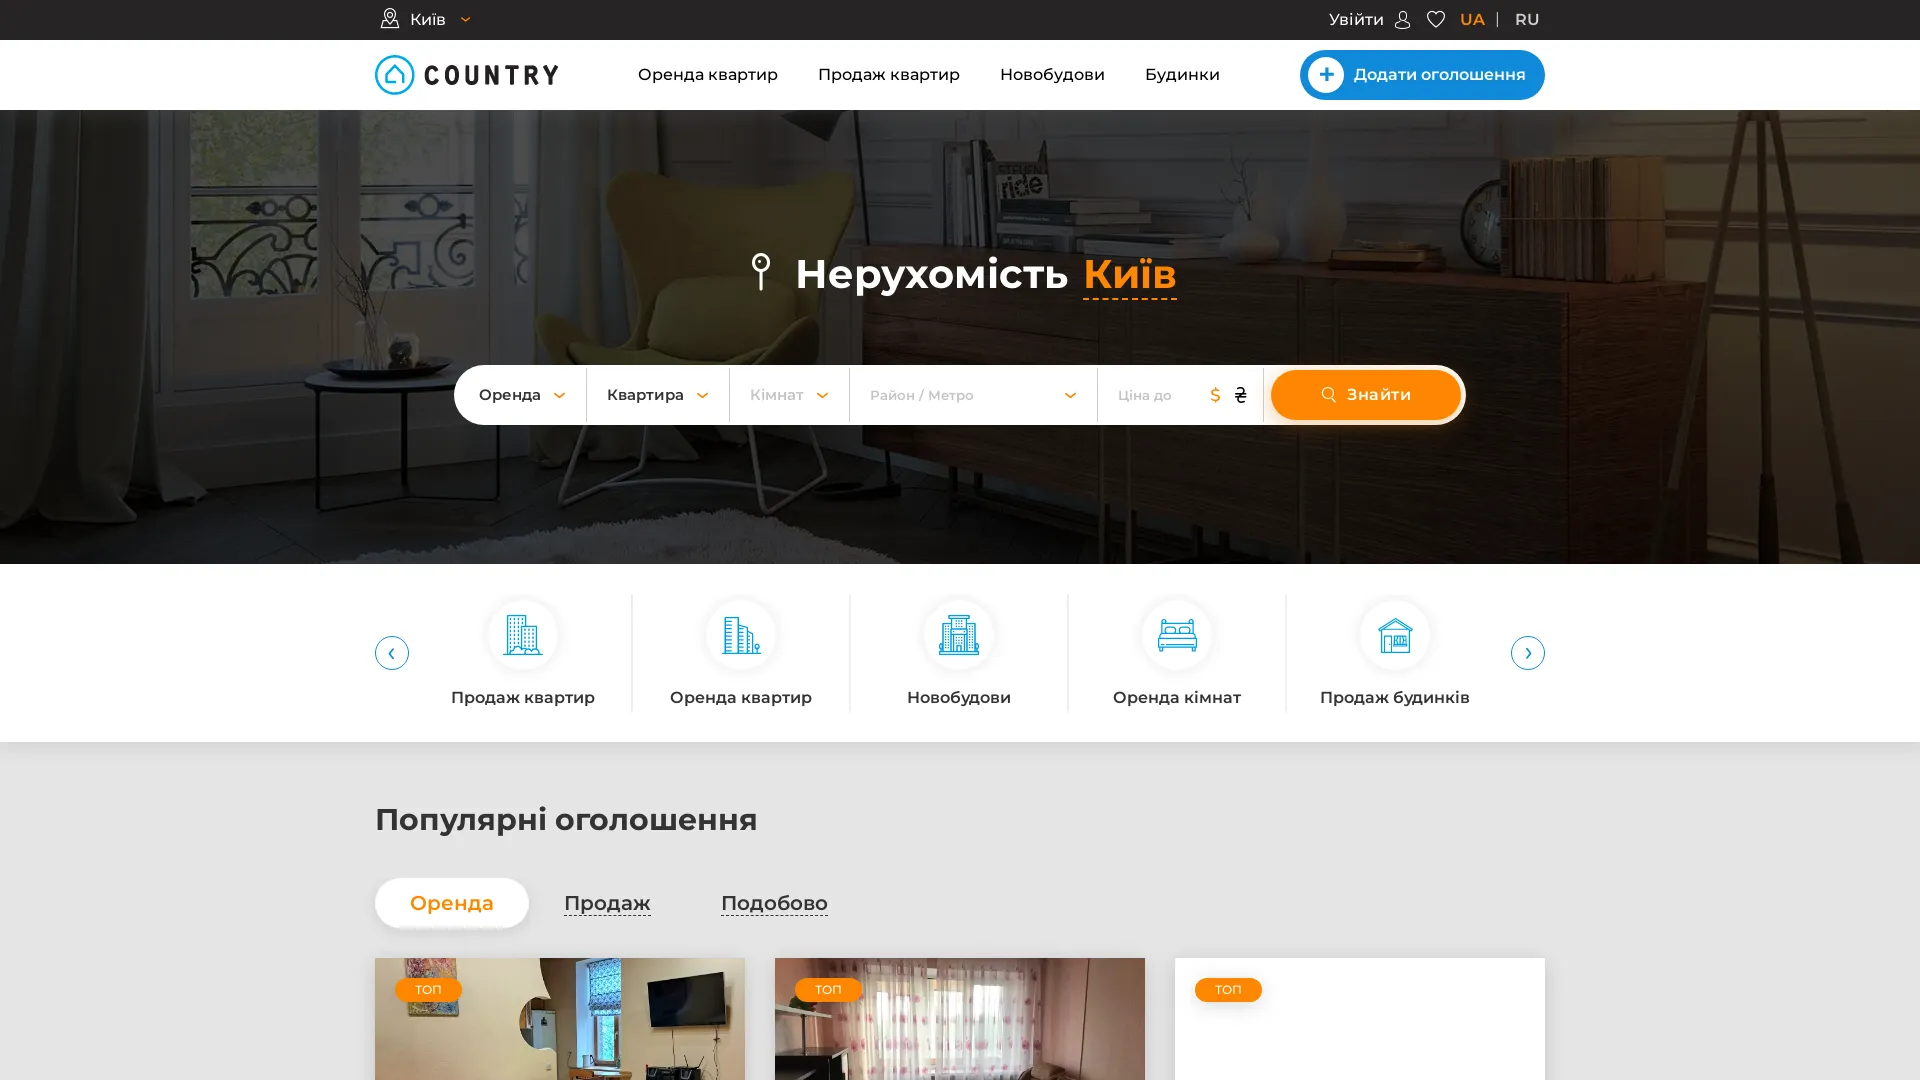 Київ
Увійти
UA | RU
COUNTRY
Оренда квартир
Продаж квартир
Новобудови
Будинки
Додати оголошення
ride
Нерухомість Київ
Оренда
Квартира
Кімнат
Район / Метро
Ціна до
$ ₴
Знайти
Продаж квартир
Оренда квартир
Новобудови
Оренда кімнат
Продаж будинків
Популярні оголошення
Оренда
Продаж
Подобово
ТОП
ТОП
ТОП